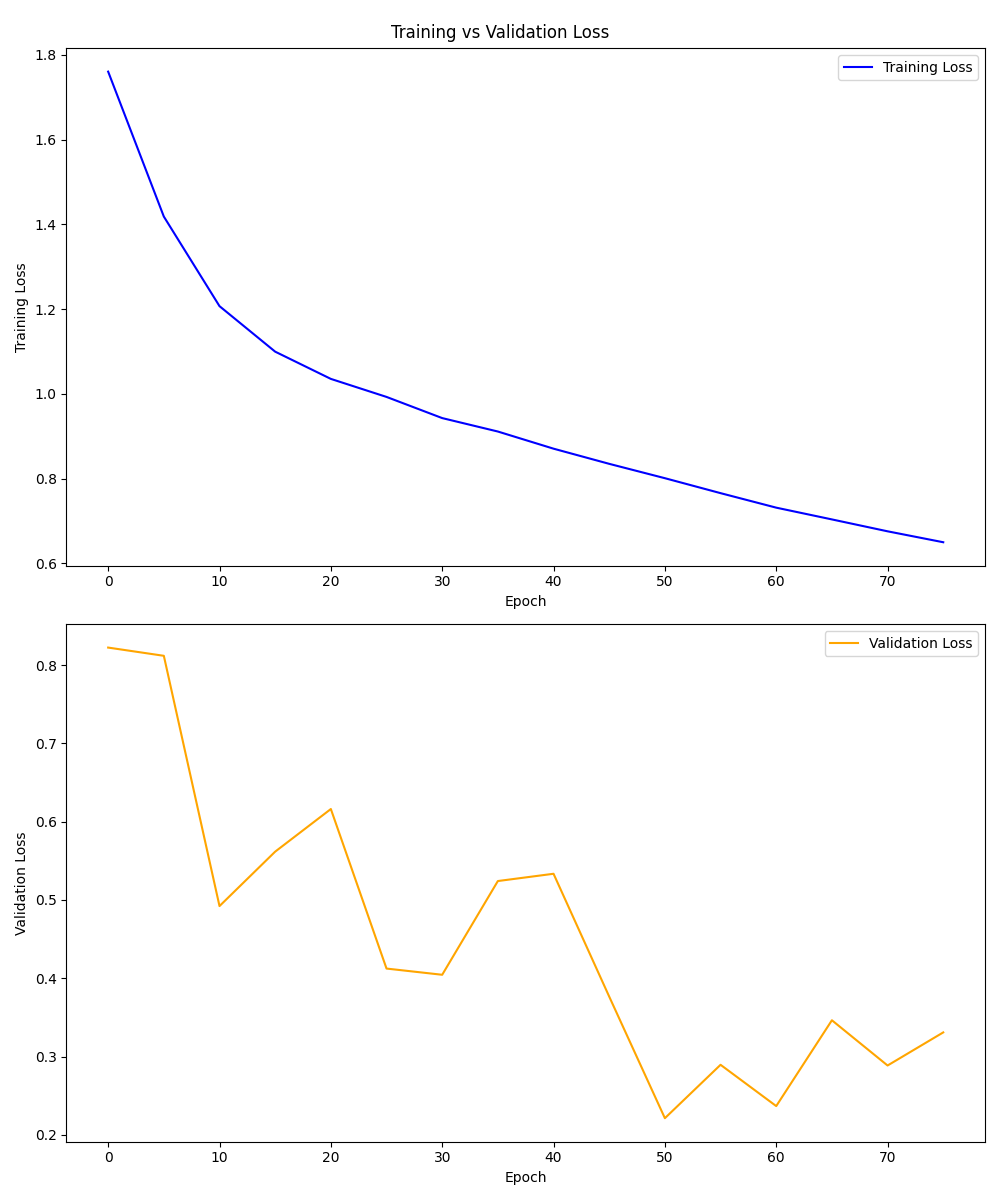 Training vs Validation Loss
Training Loss
1.8
1.6
1.4
1.2
1.0
0.8
0.6
Training Loss
0 10 20 30 40 50 60 70
Epoch
Validation Loss
0.8
0.7
0.6
0.5
0.4
0.3
0.2
Validation Loss
0 10 20 30 40 50 60 70
Epoch